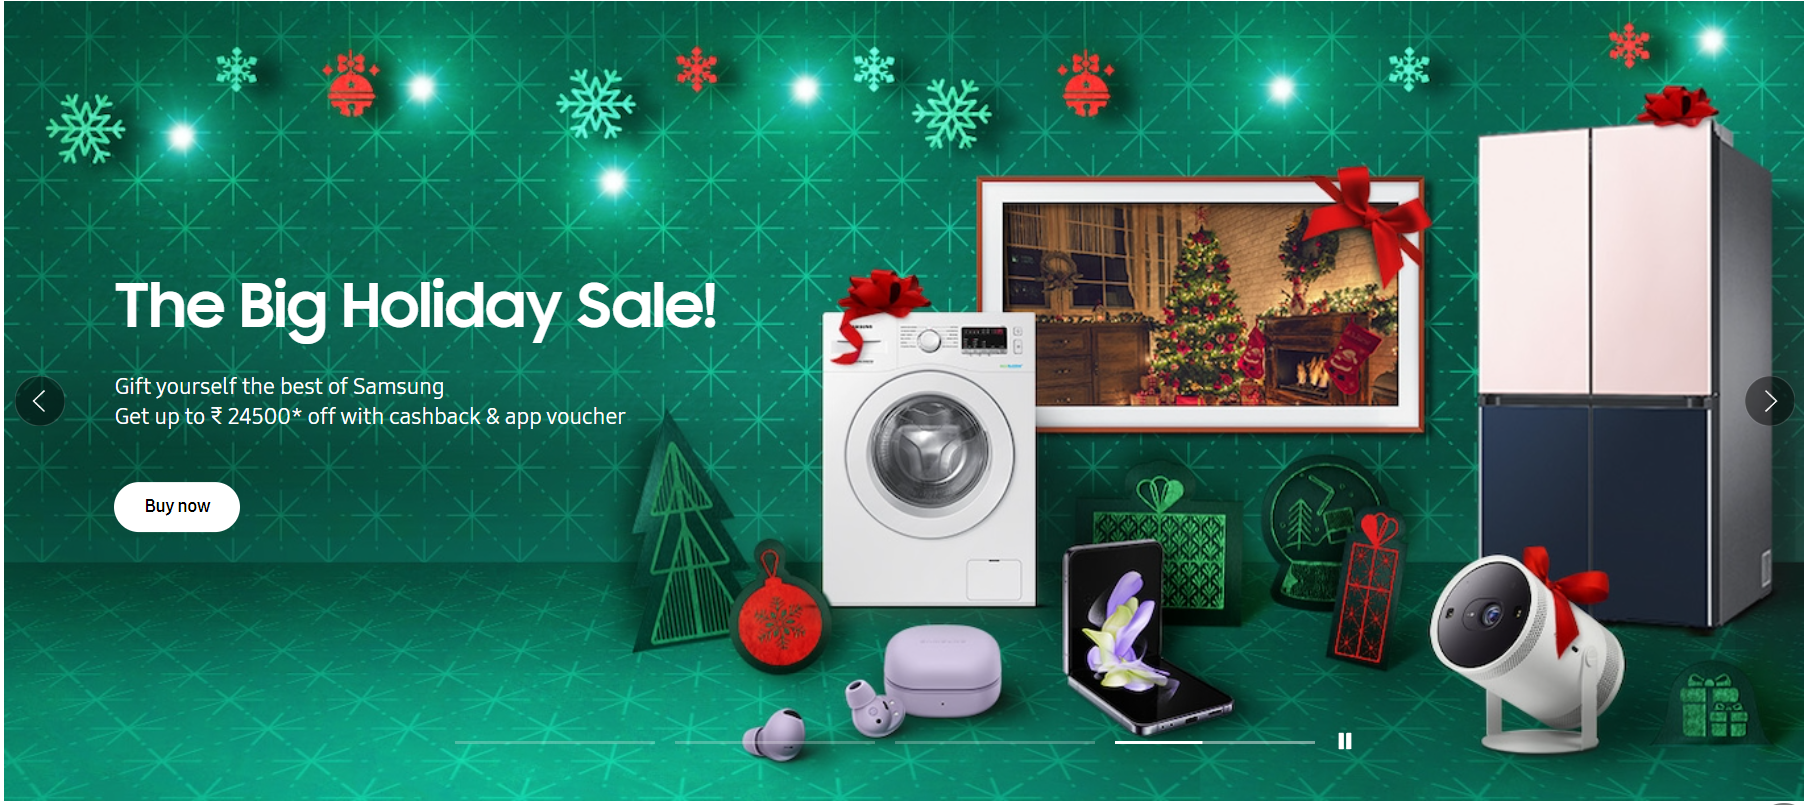 The Big Holiday Sale!
Gift yourself the best of Samsung
Get up to ₹ 24500* off with cashback & app voucher
Buy now